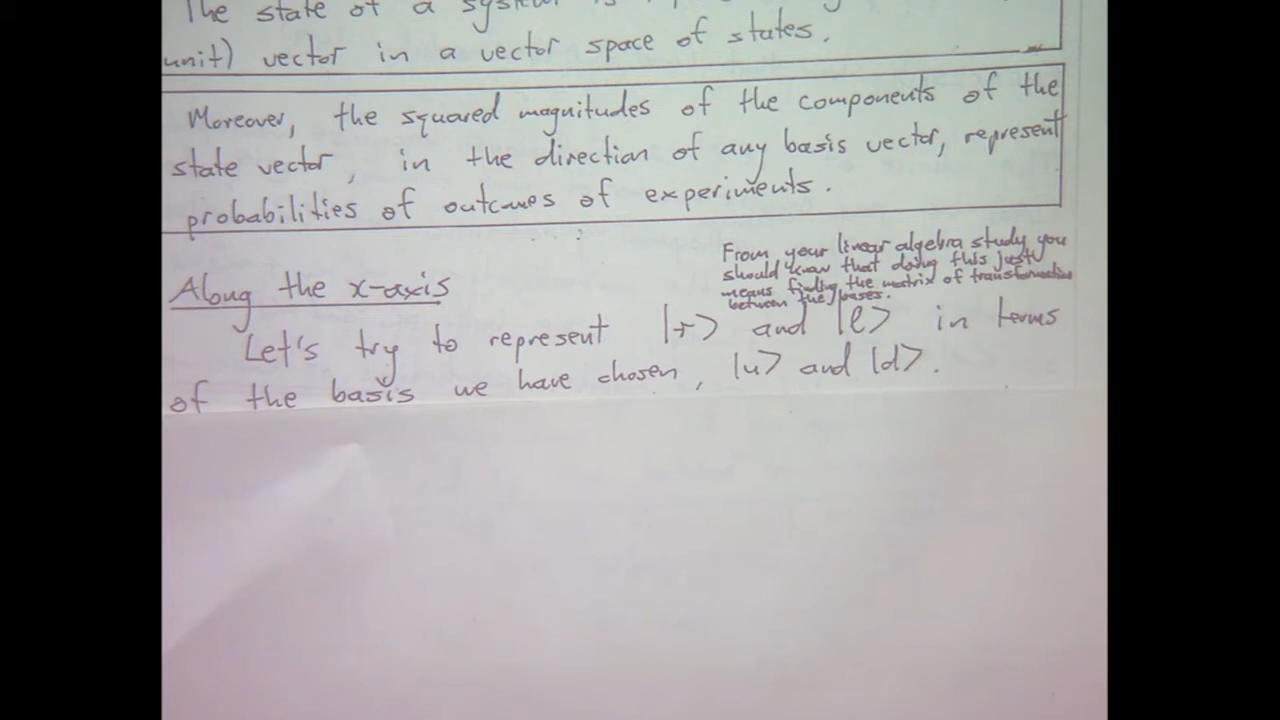 The state of a system is
unit) vector in a vector space of states.
Moreover, the squared magnitudes of the components of the
state vector, in the direction of any basis vector, represent
probabilities of outcomes of experiments.
From your linear algebra study you
should know that doing this just
means finding the matrix of transformation
between the bases.
Along the x-axis
Let's try to represent |r> and |l> in terms
of the basis we have chosen, |u> and |d>.